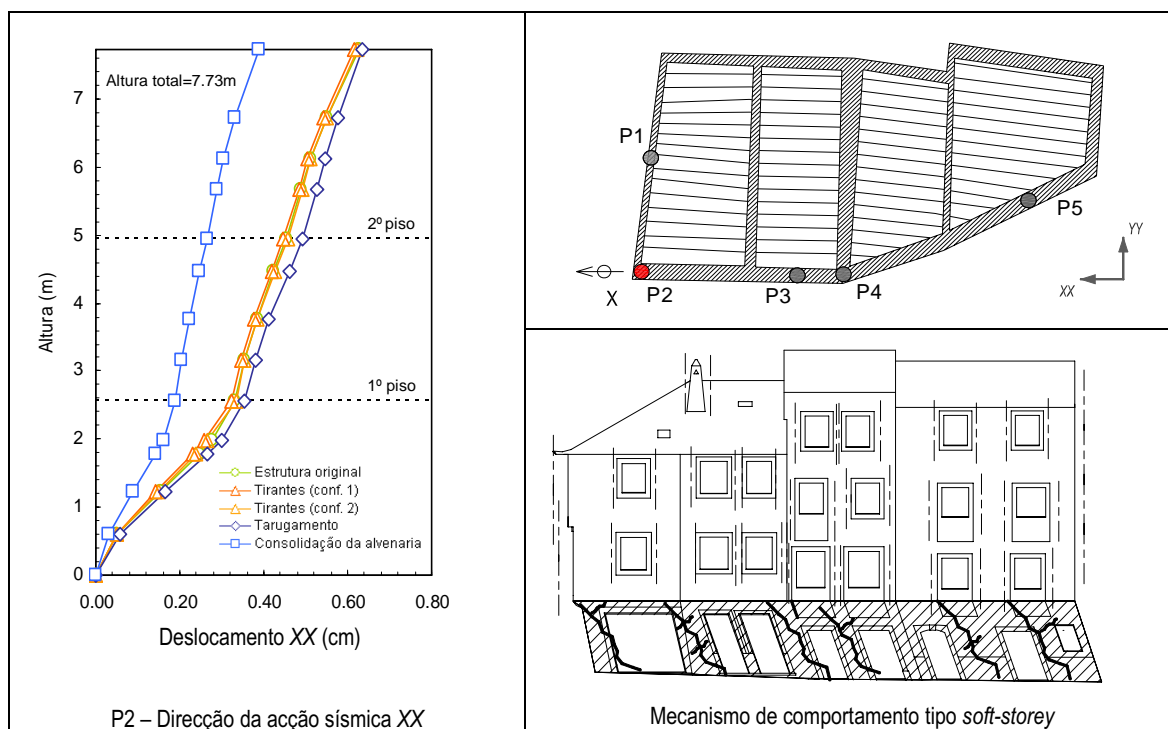 Altura total=7.73m
7
6
5
4
3
2
1
0
Altura (m)
2º piso
1º piso
Estrutura original
Tirantes (conf. 1)
Tirantes (conf. 2)
Tarugamento
Consolidação da alvenaria
0.00 0.20 0.40 0.60 0.80
Deslocamento XX (cm)
P2 – Direcção da acção sísmica XX
P1
P5
YY
X P2 P3 P4 XX
Mecanismo de comportamento tipo soft-storey